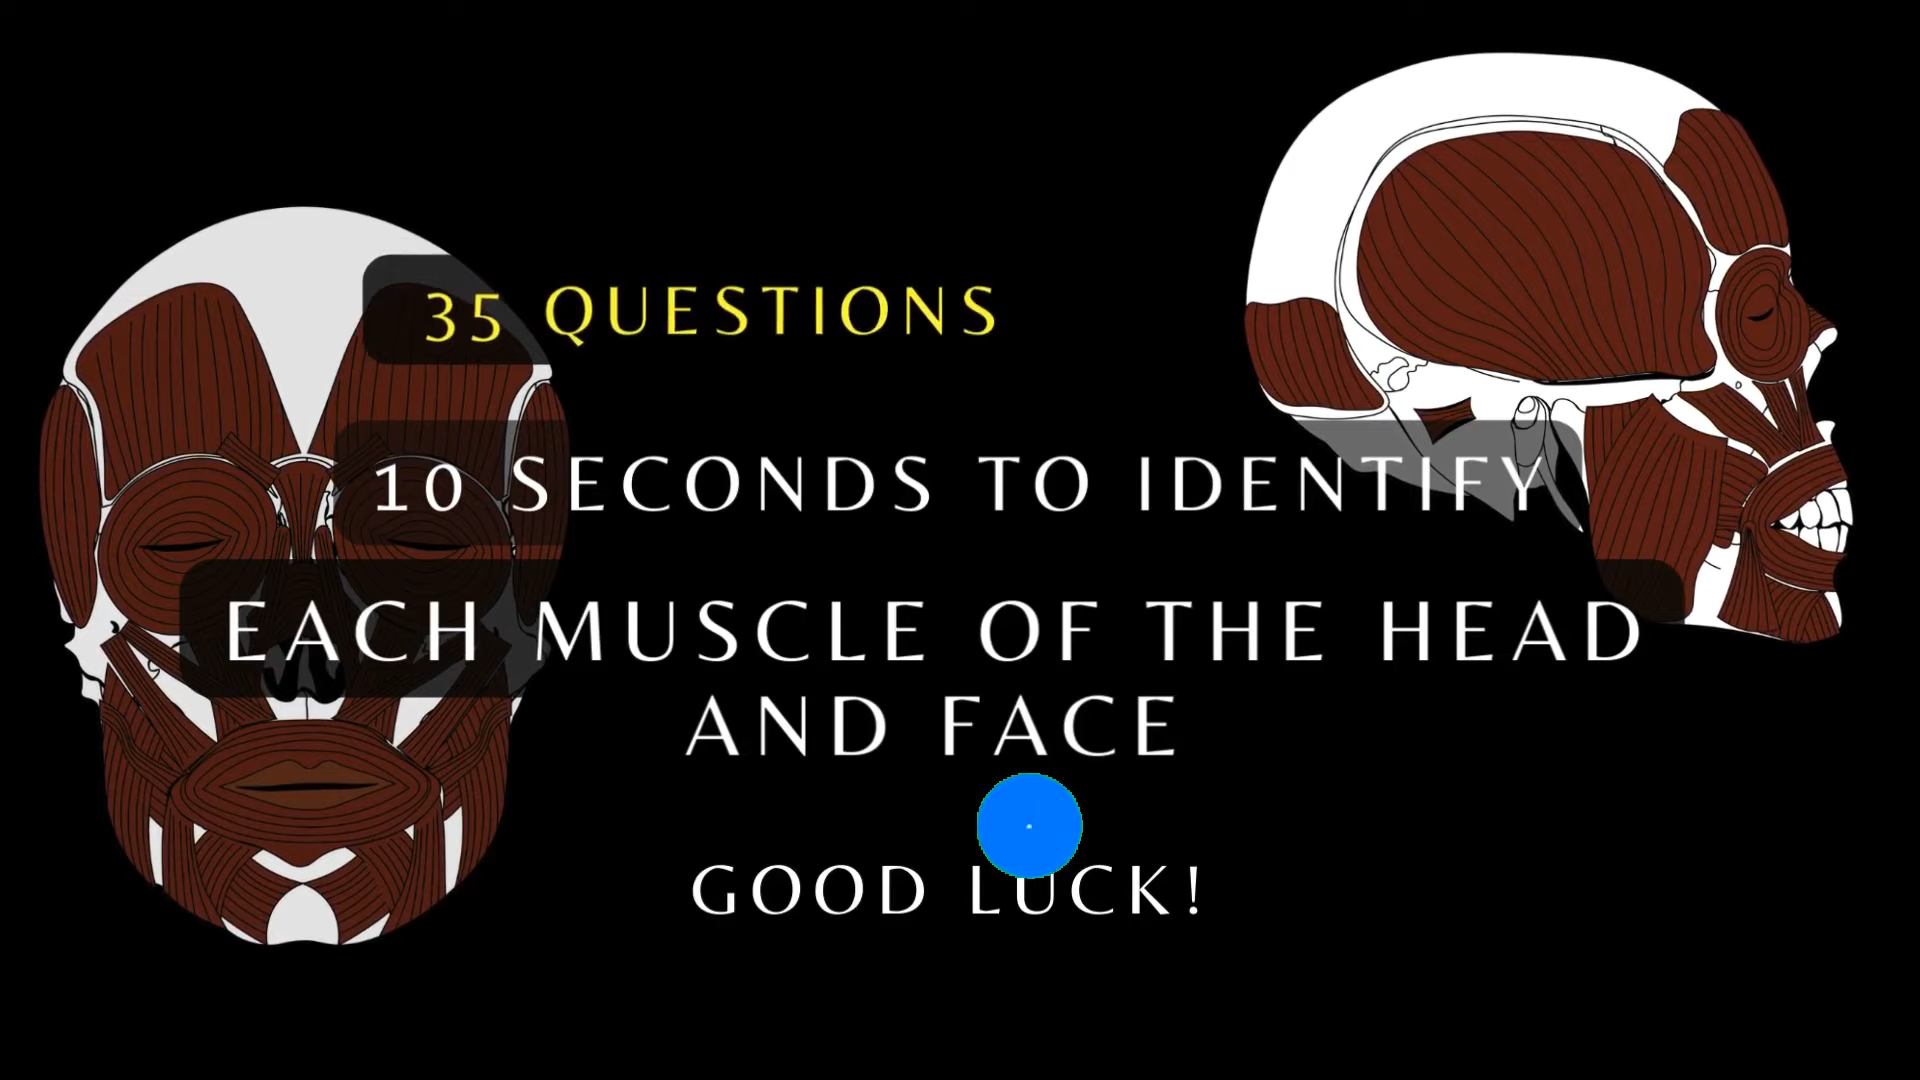 35 QUESTIONS
10 SECONDS TO IDENTIFY
EACH MUSCLE OF THE HEAD
AND FACE
GOOD LUCK!